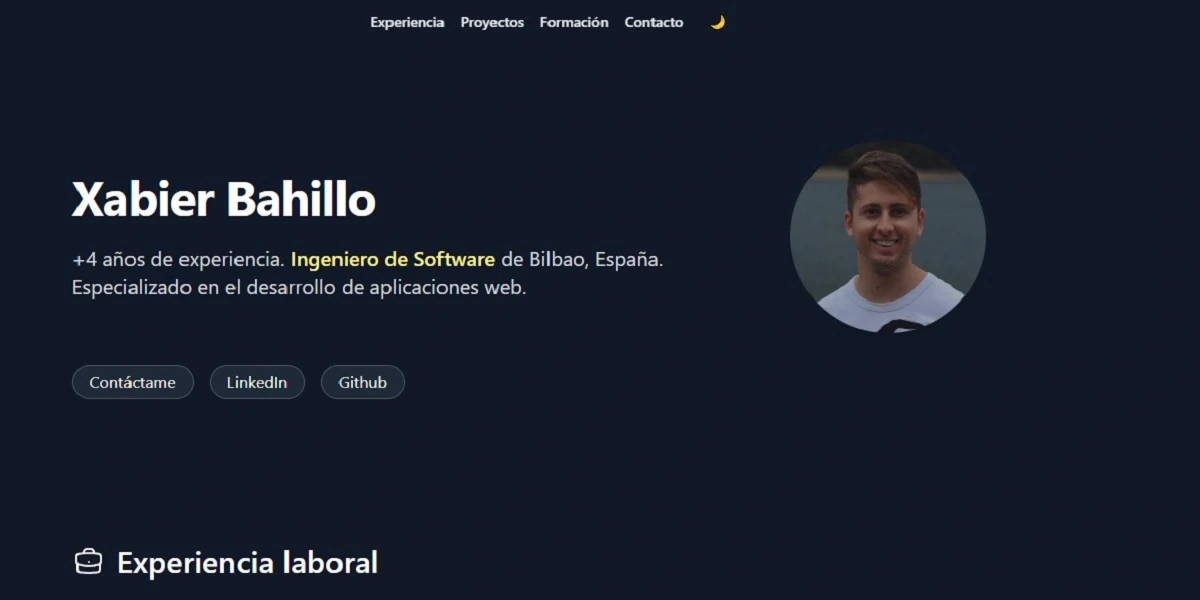 Experiencia Proyectos Formación Contacto
Xabier Bahillo
+4 años de experiencia. Ingeniero de Software de Bilbao, España.
Especializado en el desarrollo de aplicaciones web.
Contáctame LinkedIn Github
Experiencia laboral